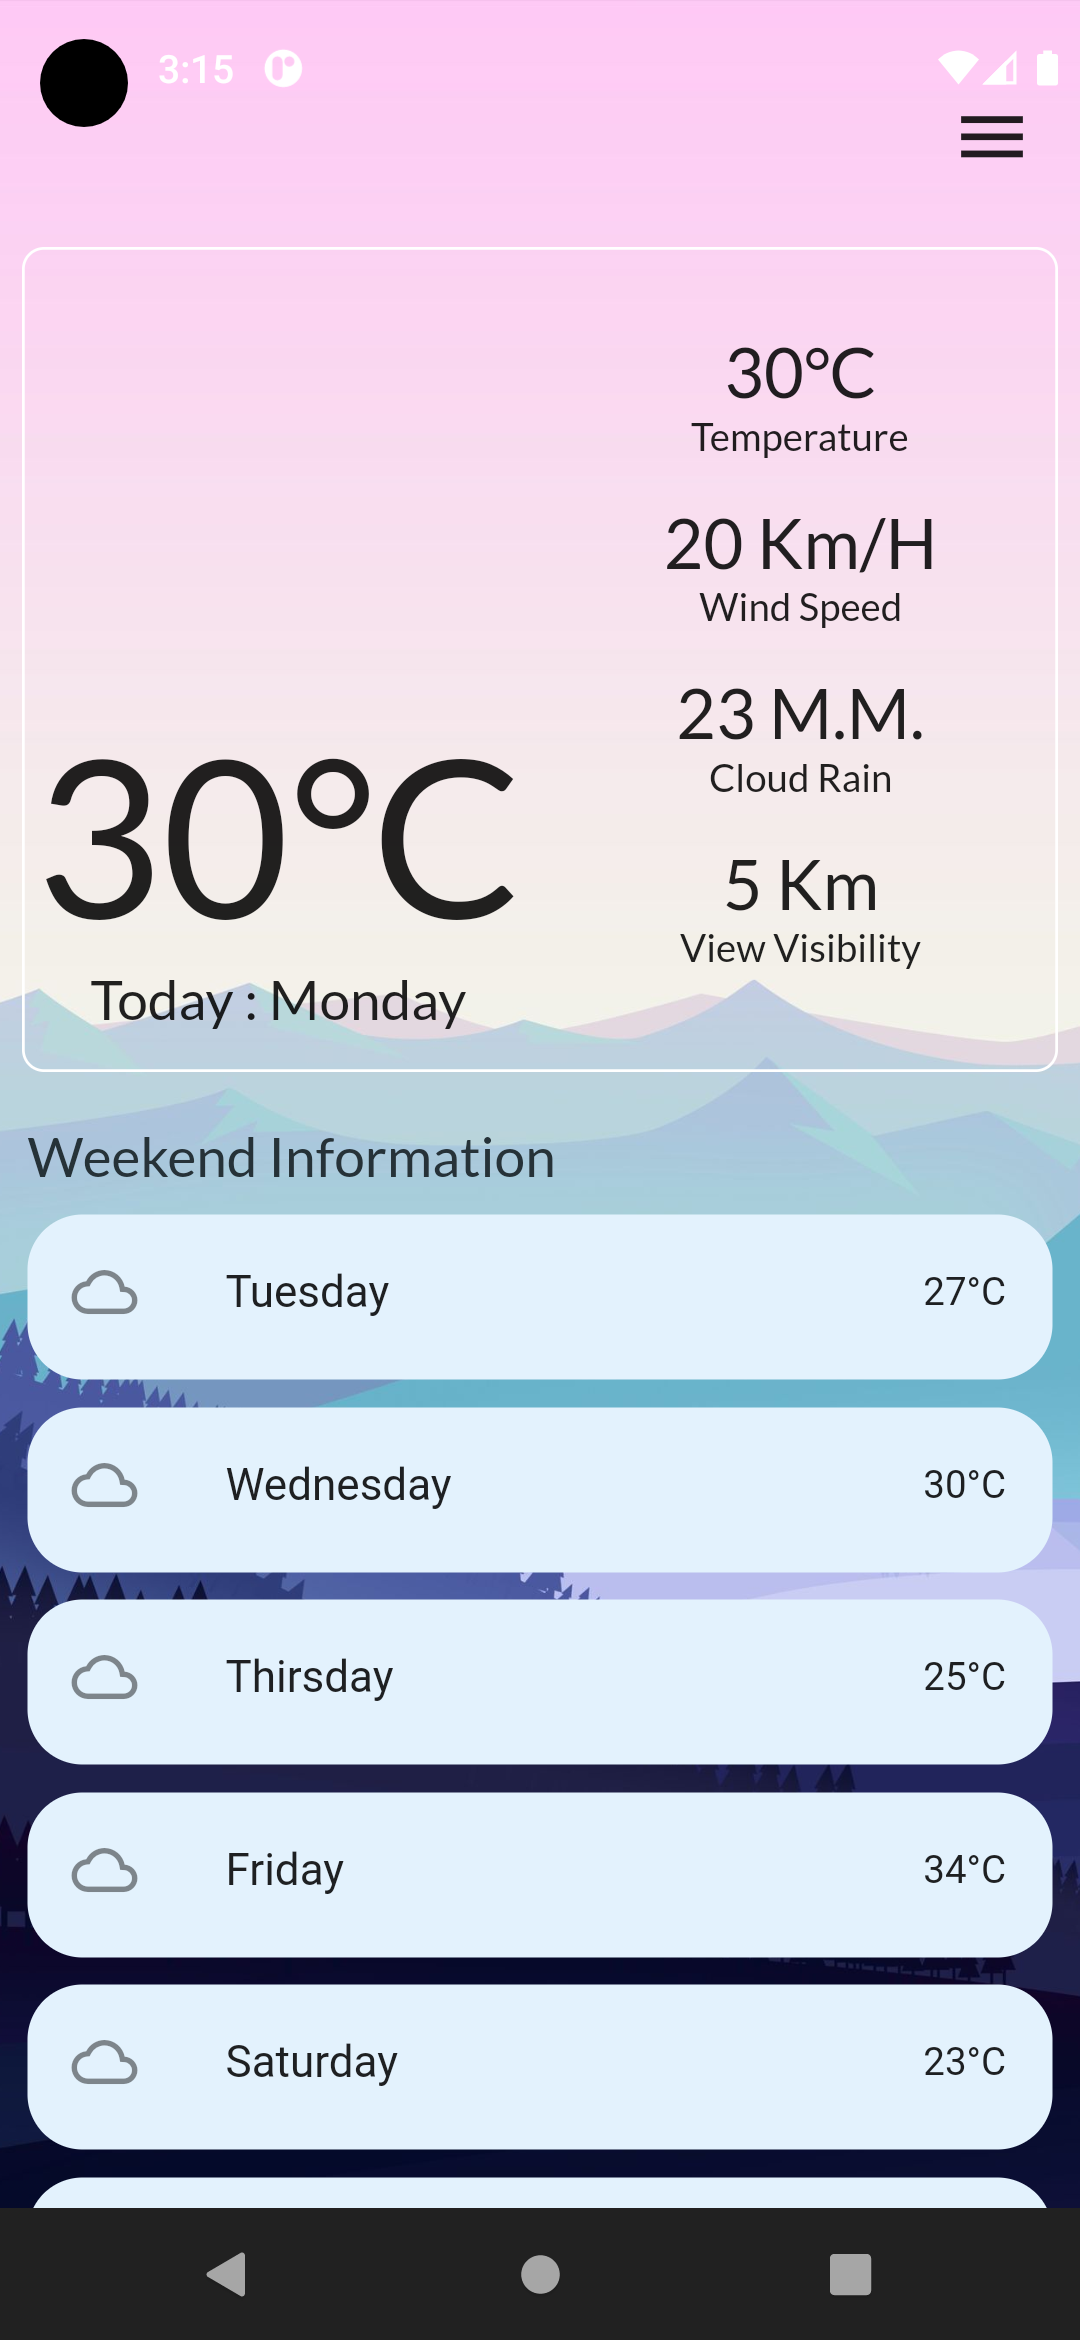 3:15
30°C
Temperature
20 Km/H
Wind Speed
23 M.M.
Cloud Rain
5 Km
View Visibility
30°C
Today : Monday
Weekend Information
Tuesday 27°C
Wednesday 30°C
Thirsday 25°C
Friday 34°C
Saturday 23°C